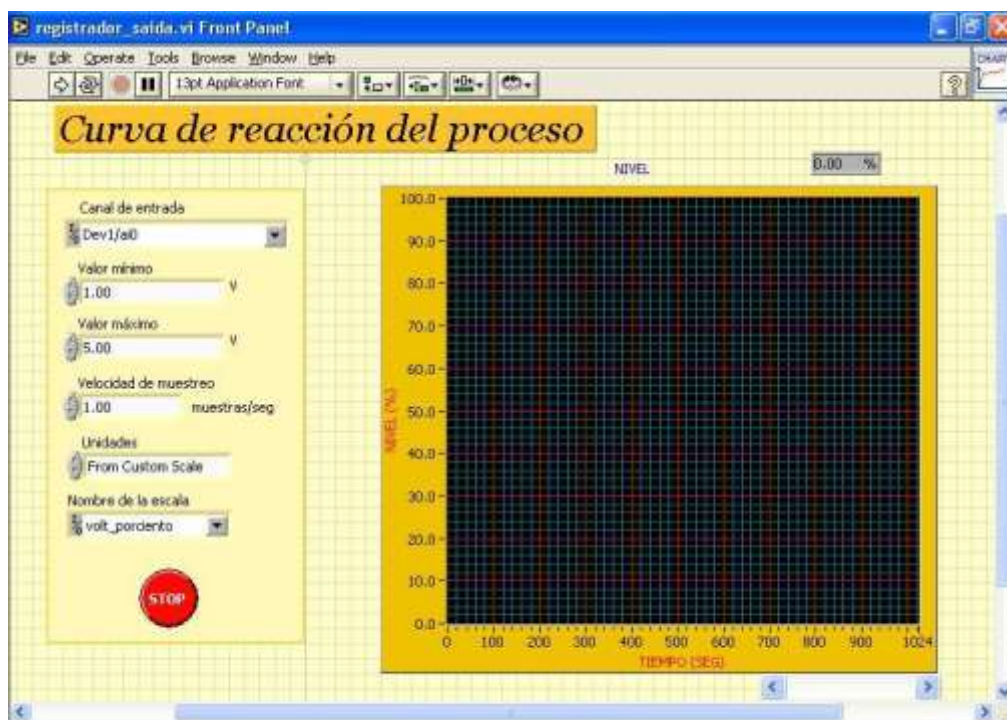 registrador_saida.vi Front Panel
File Edit Operate Tools Browse Window Help
13pt Application Font
CHART
Curva de reacción del proceso
NIVEL
0.00 %
Canal de entrada
Dev1/ai0
Valor mínimo
1.00 V
Valor máximo
5.00 V
Velocidad de muestreo
1.00 muestras/seg
Unidades
From Custom Scale
Nombre de la escala
volt_porciento
STOP
NIVEL (%)
100.0
90.0
80.0
70.0
60.0
50.0
40.0
30.0
20.0
10.0
0.0
0 100 200 300 400 500 600 700 800 900 1024
TIEMPO (SEG)